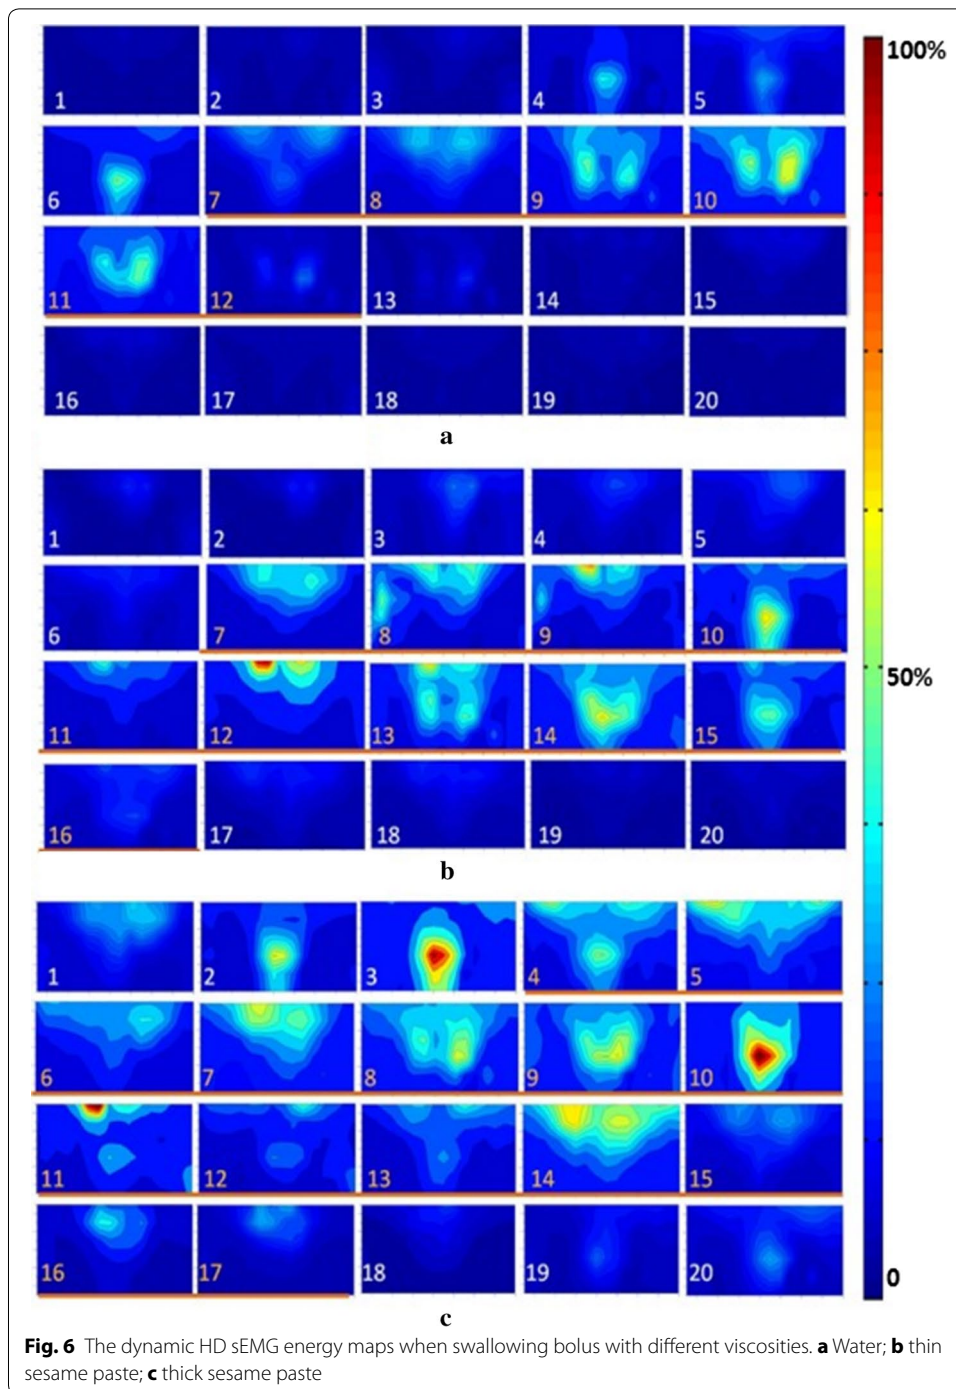 100%
1 2 3 4 5
6 7 8 9 10
11 12 13 14 15
16 17 18 19 20
a
1 2 3 4 5
6 7 8 9 10
11 12 13 14 15
50%
16 17 18 19 20
b
1 2 3 4 5
6 7 8 9 10
11 12 13 14 15
16 17 18 19 20
0
c
Fig. 6 The dynamic HD sEMG energy maps when swallowing bolus with different viscosities. a Water; b thin
sesame paste; c thick sesame paste